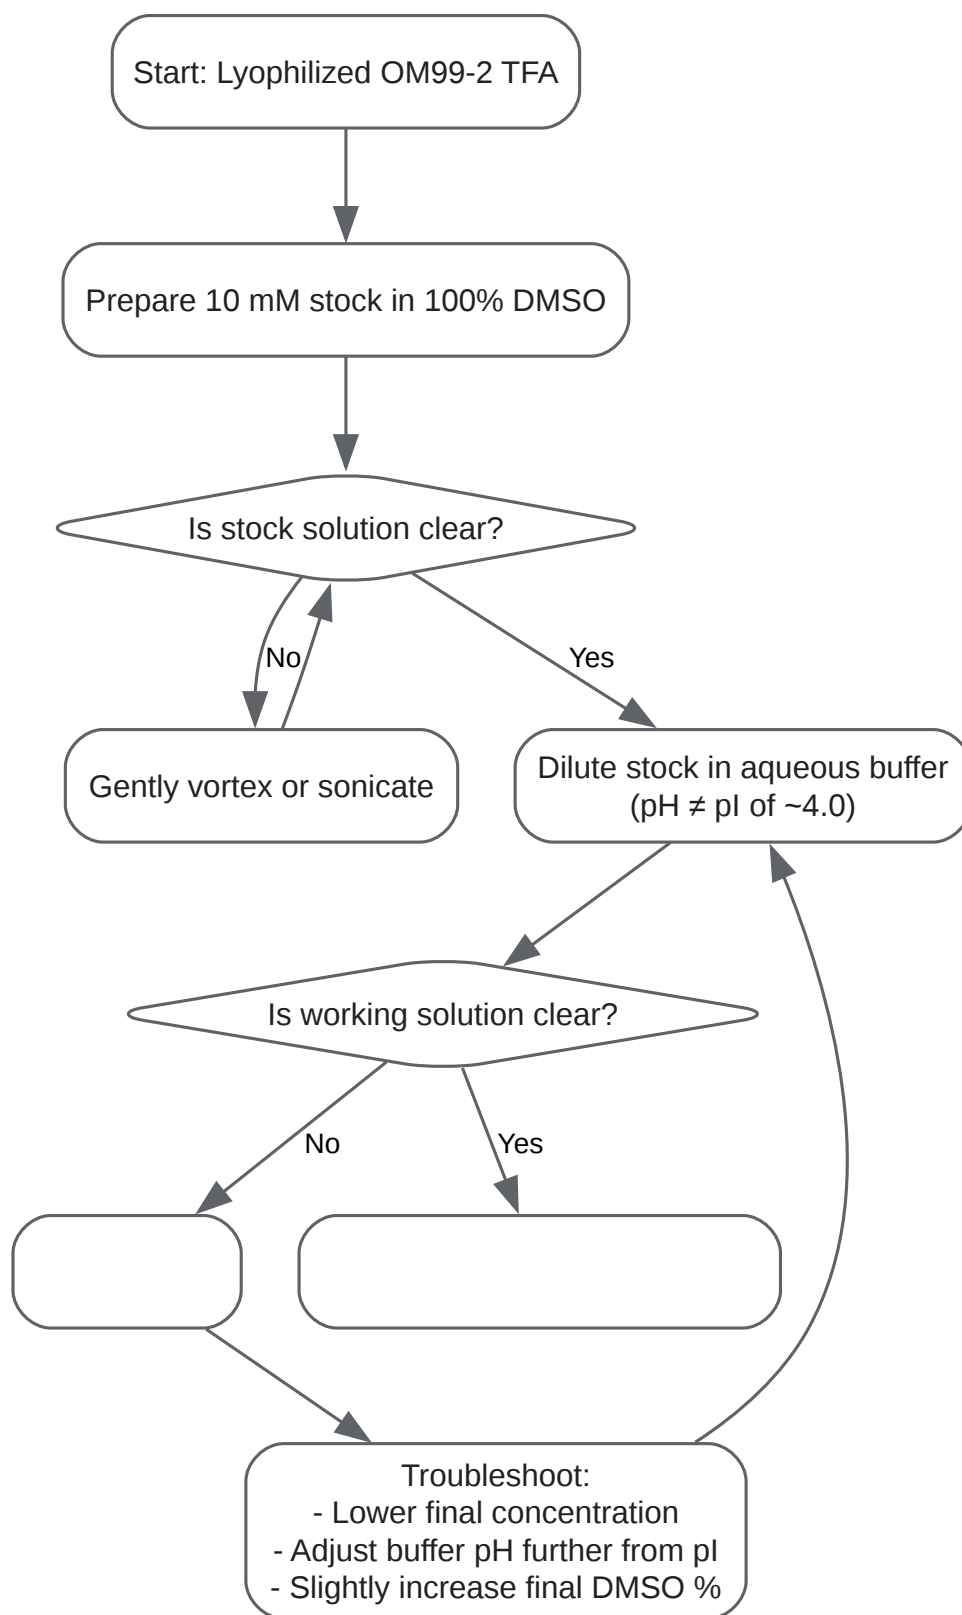 Start: Lyophilized OM99-2 TFA
Prepare 10 mM stock in 100% DMSO
Is stock solution clear?
No
Yes
Gently vortex or sonicate
Dilute stock in aqueous buffer
(pH ≠ pI of ~4.0)
Is working solution clear?
No
Yes
Troubleshoot:
- Lower final concentration
- Adjust buffer pH further from pI
- Slightly increase final DMSO %